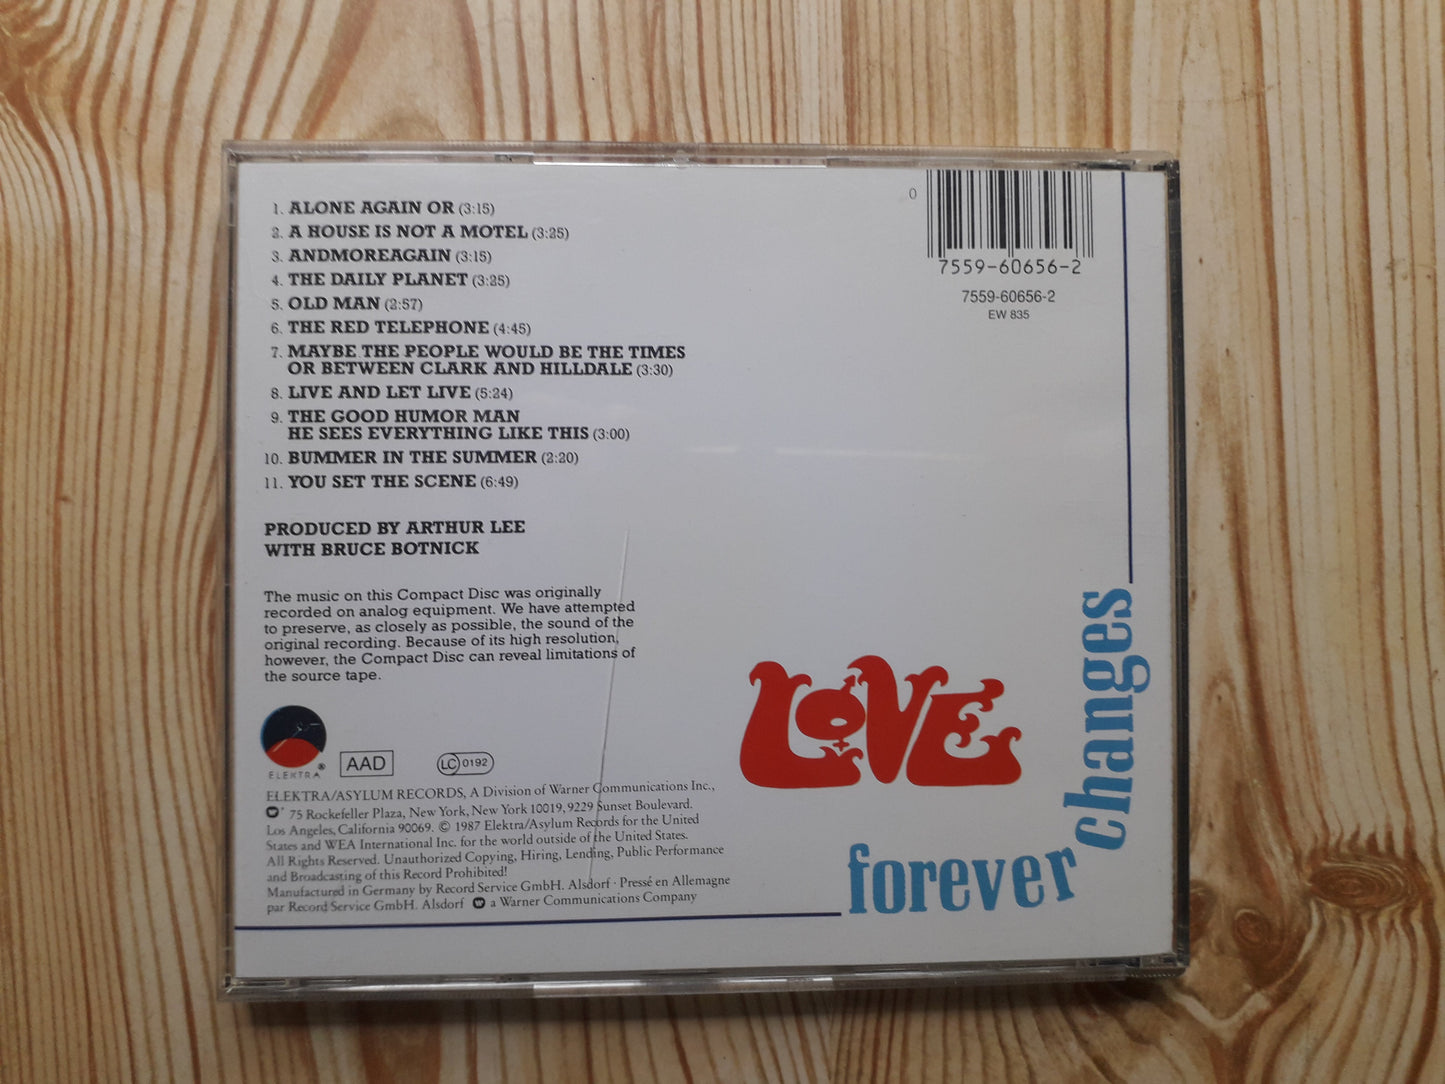 1. ALONE AGAIN OR (3:15)
2. A HOUSE IS NOT A MOTEL (3:25)
3. ANDMOREAGAIN (3:15)
4. THE DAILY PLANET (3:25)
5. OLD MAN (2:57)
6. THE RED TELEPHONE (4:45)
7. MAYBE THE PEOPLE WOULD BE THE TIMES
OR BETWEEN CLARK AND HILLDALE (3:30)
8. LIVE AND LET LIVE (5:24)
9. THE GOOD HUMOR MAN
HE SEES EVERYTHING LIKE THIS (3:00)
10. BUMMER IN THE SUMMER (2:20)
11. YOU SET THE SCENE (6:49)
PRODUCED BY ARTHUR LEE
WITH BRUCE BOTNICK
The music on this Compact Disc was originally
recorded on analog equipment. We have attempted
to preserve, as closely as possible, the sound of the
original recording. Because of its high resolution,
however, the Compact Disc can reveal limitations of
the source tape.
ELEKTRA®
AAD
LC 0192
ELEKTRA/ASYLUM RECORDS, A Division of Warner Communications Inc.,
75 Rockefeller Plaza, New York, New York 10019, 9229 Sunset Boulevard.
Los Angeles, California 90069. © 1987 Elektra/Asylum Records for the United
States and WEA International Inc. for the world outside of the United States.
All Rights Reserved. Unauthorized Copying, Hiring, Lending, Public Performance
and Broadcasting of this Record Prohibited!
Manufactured in Germany by Record Service GmbH. Alsdorf · Pressé en Allemagne
par Record Service GmbH. Alsdorf a Warner Communications Company
0
7559-60656-2
7559-60656-2
EW 835
LOVE
forever changes